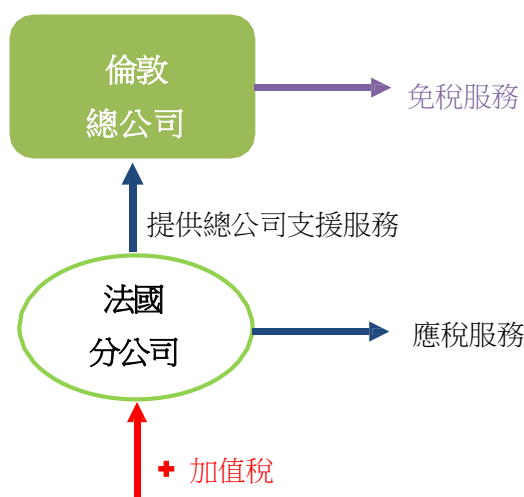 倫敦
總公司
免稅服務
提供總公司支援服務
法國
分公司
應稅服務
+ 加值稅